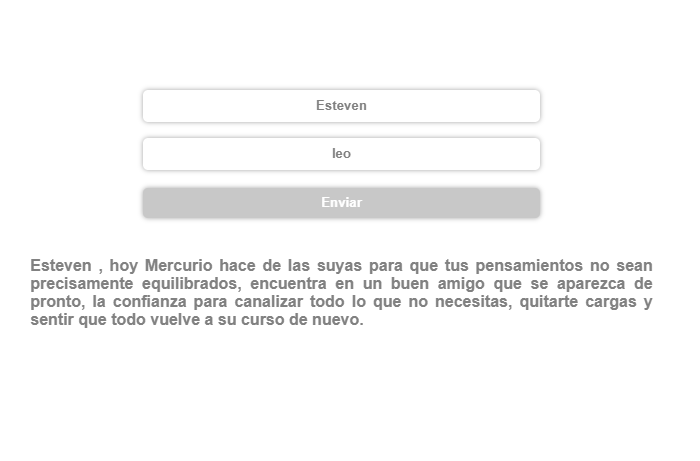 Esteven
leo
Enviar
Esteven , hoy Mercurio hace de las suyas para que tus pensamientos no sean
precisamente equilibrados, encuentra en un buen amigo que se aparezca de
pronto, la confianza para canalizar todo lo que no necesitas, quitarte cargas y
sentir que todo vuelve a su curso de nuevo.